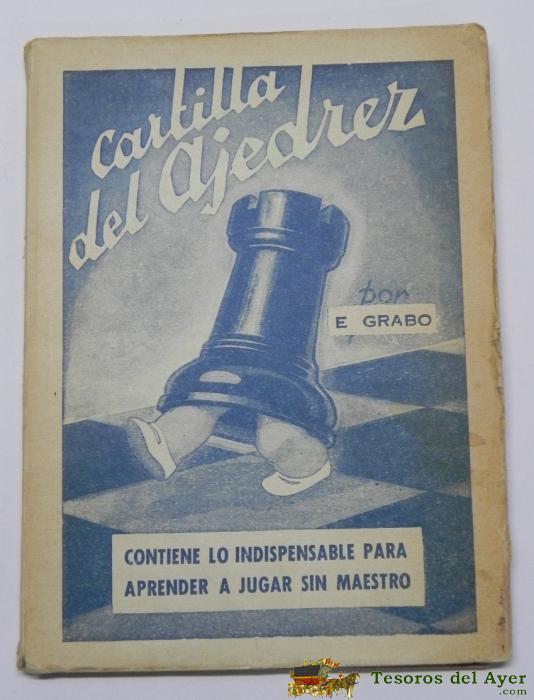 cartilla
del ajedrez
por
E GRABO
CONTIENE LO INDISPENSABLE PARA
APRENDER A JUGAR SIN MAESTRO
Tesoros del Ayer
.com